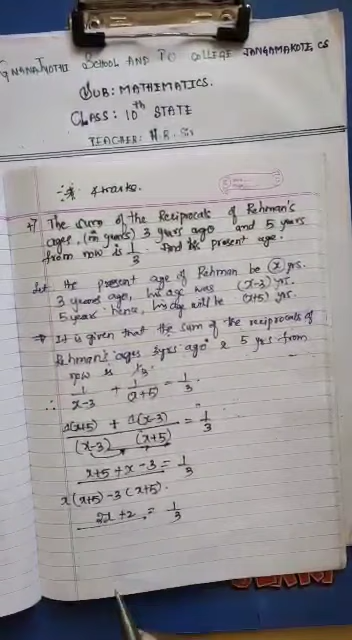 GNANAJYOTHI SCHOOL AND PU COLLEGE JANGAMAKOTE, CS
SUB: MATHEMATICS.
CLASS: 10th STATE
TEACHER: H.R. Sir
4 marks.
The sum of the Reciprocals of Rehman's
ages, (in years) 3 years ago and 5 years
from now is 1/3 Find his present age.
Let the present age of Rehman be (x) yrs.
3 years ago, his age was (x-3) yrs.
5 year hence, his age will be (x+5) yrs.
⇒ It is given that the sum of the reciprocals of
Rehman's ages 3yrs ago & 5 yrs from
now is 1/3.
∴ 1/x-3 + 1/(x+5) = 1/3.
1(x+5) + 1(x-3) / (x-3) (x+5) = 1/3
x+5+x-3 / x(x+5)-3(x+5) = 1/3
2x+2 = 1/3